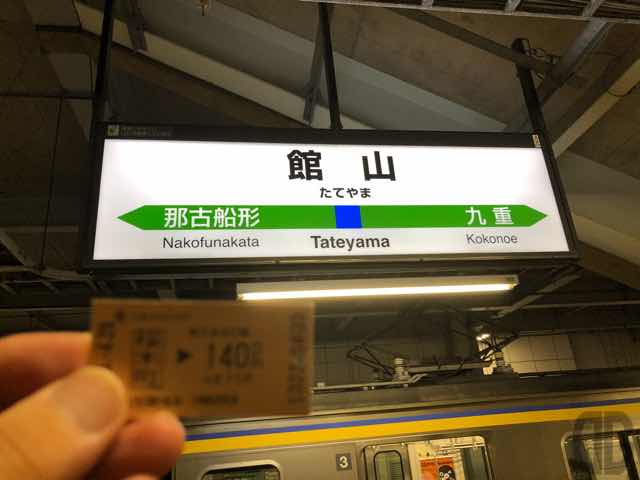 館山
たてやま
那古船形
九重
Nakofunakata
Tateyama
Kokonoe
140
3